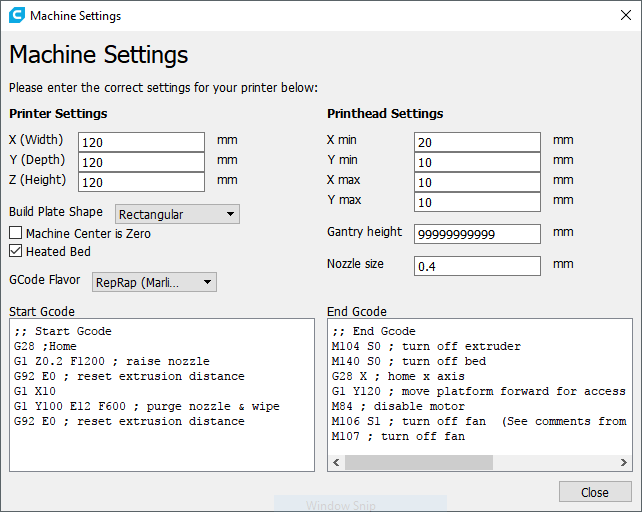 Machine Settings
Machine Settings
Please enter the correct settings for your printer below:
Printer Settings
X (Width) 120 mm
Y (Depth) 120 mm
Z (Height) 120 mm
Build Plate Shape Rectangular
Machine Center is Zero
Heated Bed
GCode Flavor RepRap (Marli...
Printhead Settings
X min 20 mm
Y min 10 mm
X max 10 mm
Y max 10 mm
Gantry height 99999999999 mm
Nozzle size 0.4 mm
Start Gcode
;; Start Gcode
G28 ;Home
G1 Z0.2 F1200 ; raise nozzle
G92 E0 ; reset extrusion distance
G1 X10
G1 Y100 E12 F600 ; purge nozzle & wipe
G92 E0 ; reset extrusion distance
End Gcode
;; End Gcode
M104 S0 ; turn off extruder
M140 S0 ; turn off bed
G28 X ; home x axis
G1 Y120 ; move platform forward for access
M84 ; disable motor
M106 S1 ; turn off fan  (See comments from
M107 ; turn off fan
Close
Window Snip